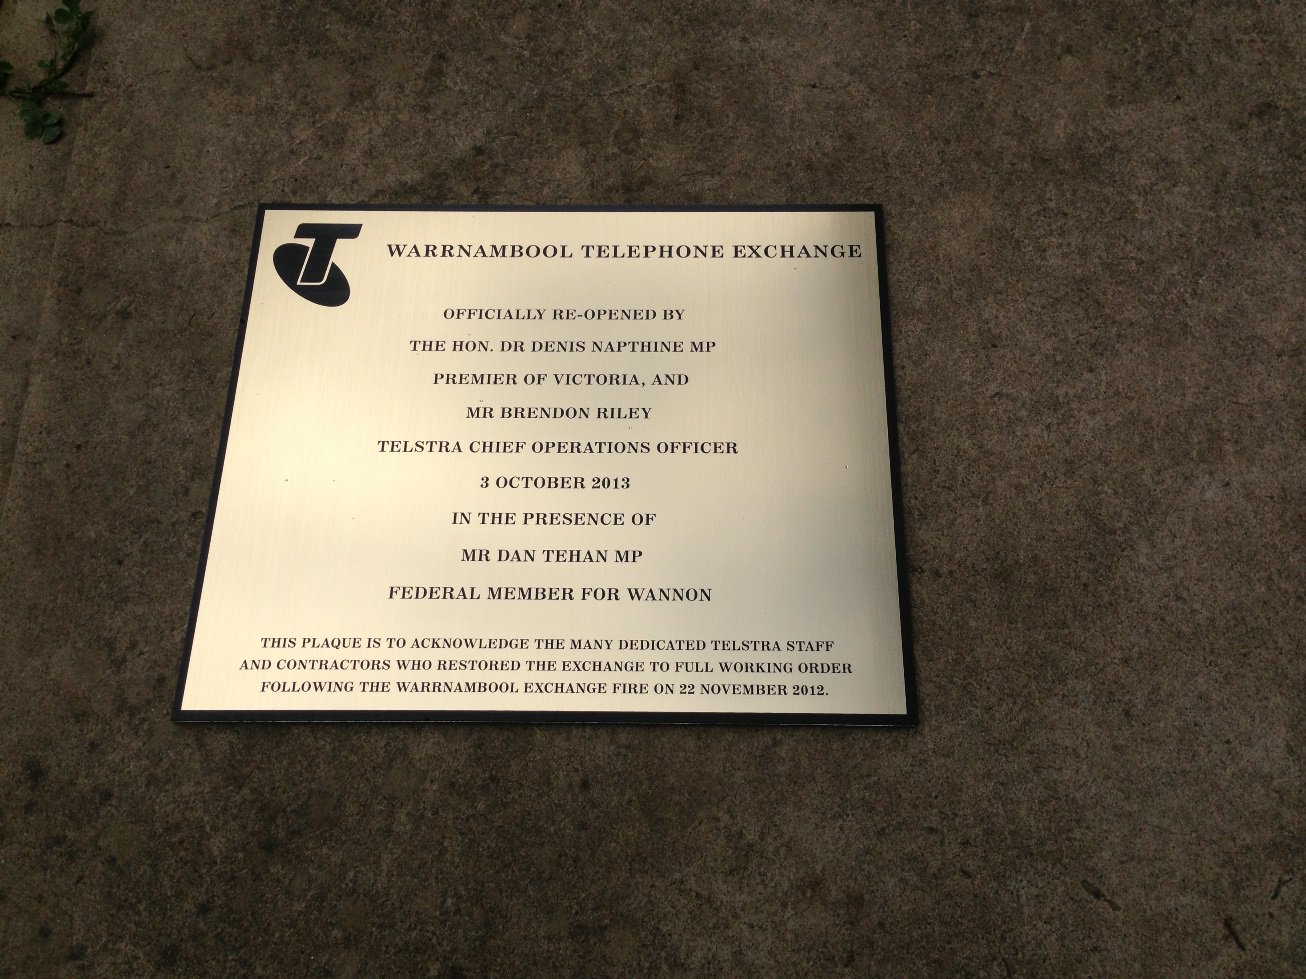 WARRNAMBOOL TELEPHONE EXCHANGE
OFFICIALLY RE-OPENED BY
THE HON. DR DENIS NAPTHINE MP
PREMIER OF VICTORIA, AND
MR BRENDON RILEY
TELSTRA CHIEF OPERATIONS OFFICER
3 OCTOBER 2013
IN THE PRESENCE OF
MR DAN TEHAN MP
FEDERAL MEMBER FOR WANNON
THIS PLAQUE IS TO ACKNOWLEDGE THE MANY DEDICATED TELSTRA STAFF
AND CONTRACTORS WHO RESTORED THE EXCHANGE TO FULL WORKING ORDER
FOLLOWING THE WARRNAMBOOL EXCHANGE FIRE ON 22 NOVEMBER 2012.